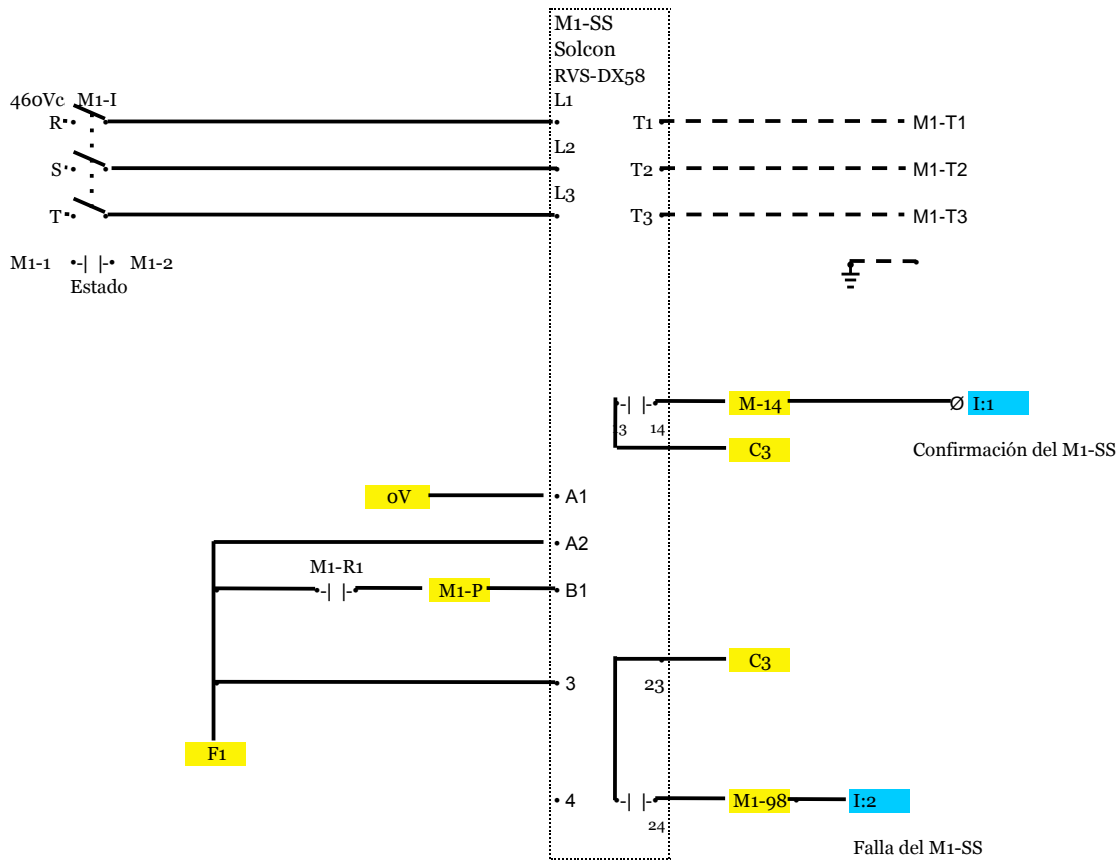 M1-SS
Solcon
RVS-DX58
460Vc M1-I
L1
R
T1
M1-T1
L2
S
T2
M1-T2
L3
T
T3
M1-T3
M1-1
M1-2
Estado
M-14
Ø I:1
13 14
C3
Confirmación del M1-SS
0V
A1
A2
M1-R1
M1-P
B1
C3
3
23
F1
4
M1-98
I:2
24
Falla del M1-SS